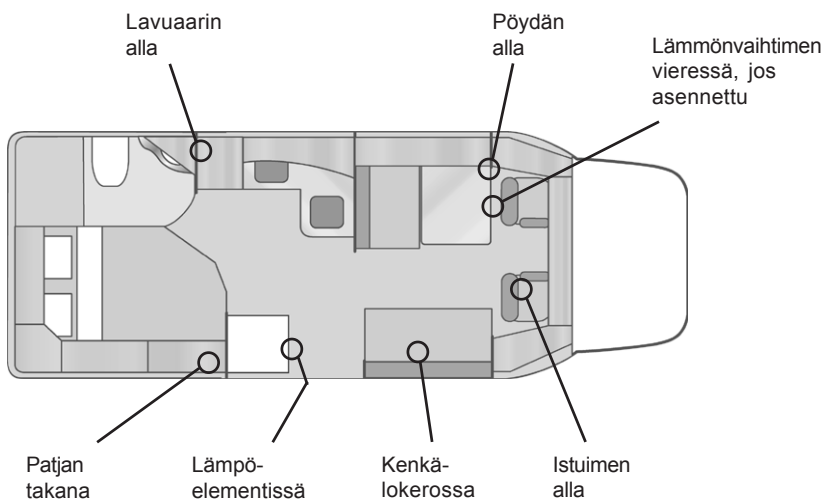 Lavuaarin
alla
Pöydän
alla
Lämmönvaihtimen
vieressä, jos
asennettu
Patjan
takana
Lämpö-
elementissä
Kenkä-
lokerossa
Istuimen
alla